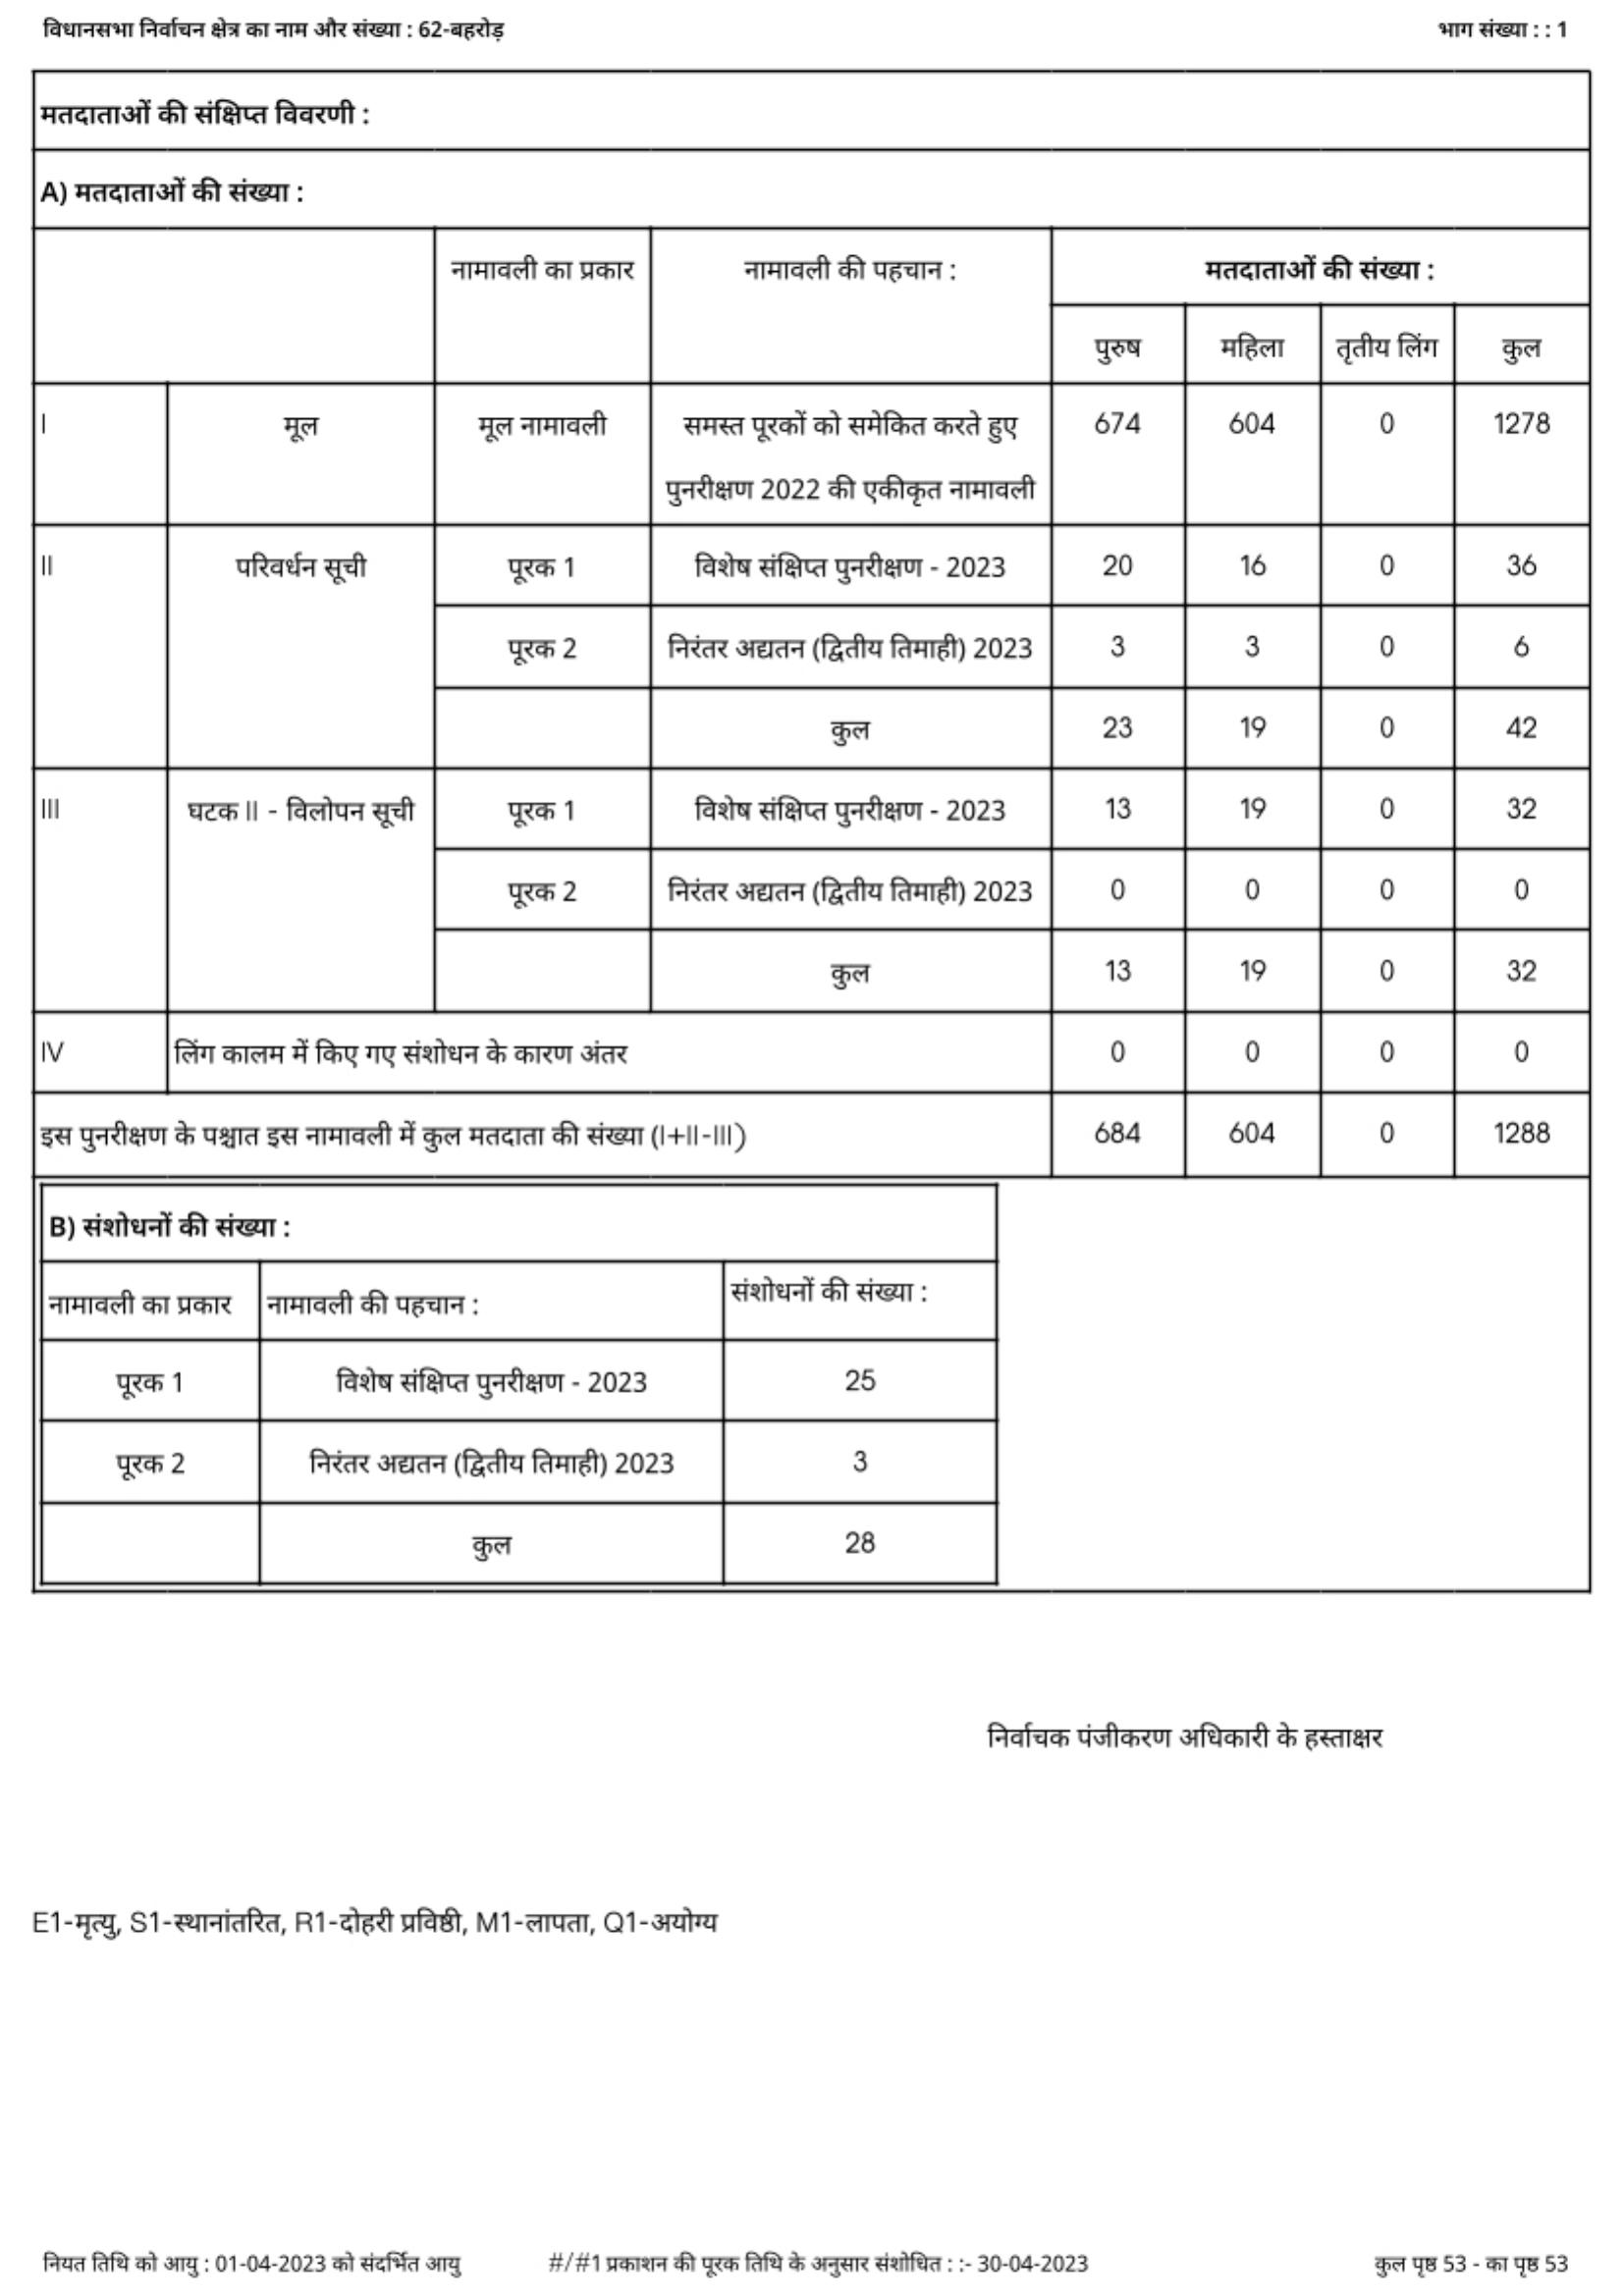 विधानसभा निर्वाचन क्षेत्र का नाम और संख्या : 62-बहरोड़ भाग संख्या : : 1
मतदाताओं की संक्षिप्त विवरणी :
A) मतदाताओं की संख्या :
नामावली का प्रकार नामावली की पहचान : मतदाताओं की संख्या :
पुरुष महिला तृतीय लिंग कुल
I मूल मूल नामावली समस्त पूरकों को समेकित करते हुए 674 604 0 1278
पुनरीक्षण 2022 की एकीकृत नामावली
II परिवर्धन सूची पूरक 1 विशेष संक्षिप्त पुनरीक्षण - 2023 20 16 0 36
पूरक 2 निरंतर अद्यतन (द्वितीय तिमाही) 2023 3 3 0 6
कुल 23 19 0 42
III घटक II - विलोपन सूची पूरक 1 विशेष संक्षिप्त पुनरीक्षण - 2023 13 19 0 32
पूरक 2 निरंतर अद्यतन (द्वितीय तिमाही) 2023 0 0 0 0
कुल 13 19 0 32
IV लिंग कालम में किए गए संशोधन के कारण अंतर 0 0 0 0
इस पुनरीक्षण के पश्चात इस नामावली में कुल मतदाता की संख्या (I+II-III) 684 604 0 1288
B) संशोधनों की संख्या :
नामावली का प्रकार नामावली की पहचान : संशोधनों की संख्या :
पूरक 1 विशेष संक्षिप्त पुनरीक्षण - 2023 25
पूरक 2 निरंतर अद्यतन (द्वितीय तिमाही) 2023 3
कुल 28
निर्वाचक पंजीकरण अधिकारी के हस्ताक्षर
E1-मृत्यु, S1-स्थानांतरित, R1-दोहरी प्रविष्ठी, M1-लापता, Q1-अयोग्य
नियत तिथि को आयु : 01-04-2023 को संदर्भित आयु #/#1 प्रकाशन की पूरक तिथि के अनुसार संशोधित : :- 30-04-2023 कुल पृष्ठ 53 - का पृष्ठ 53